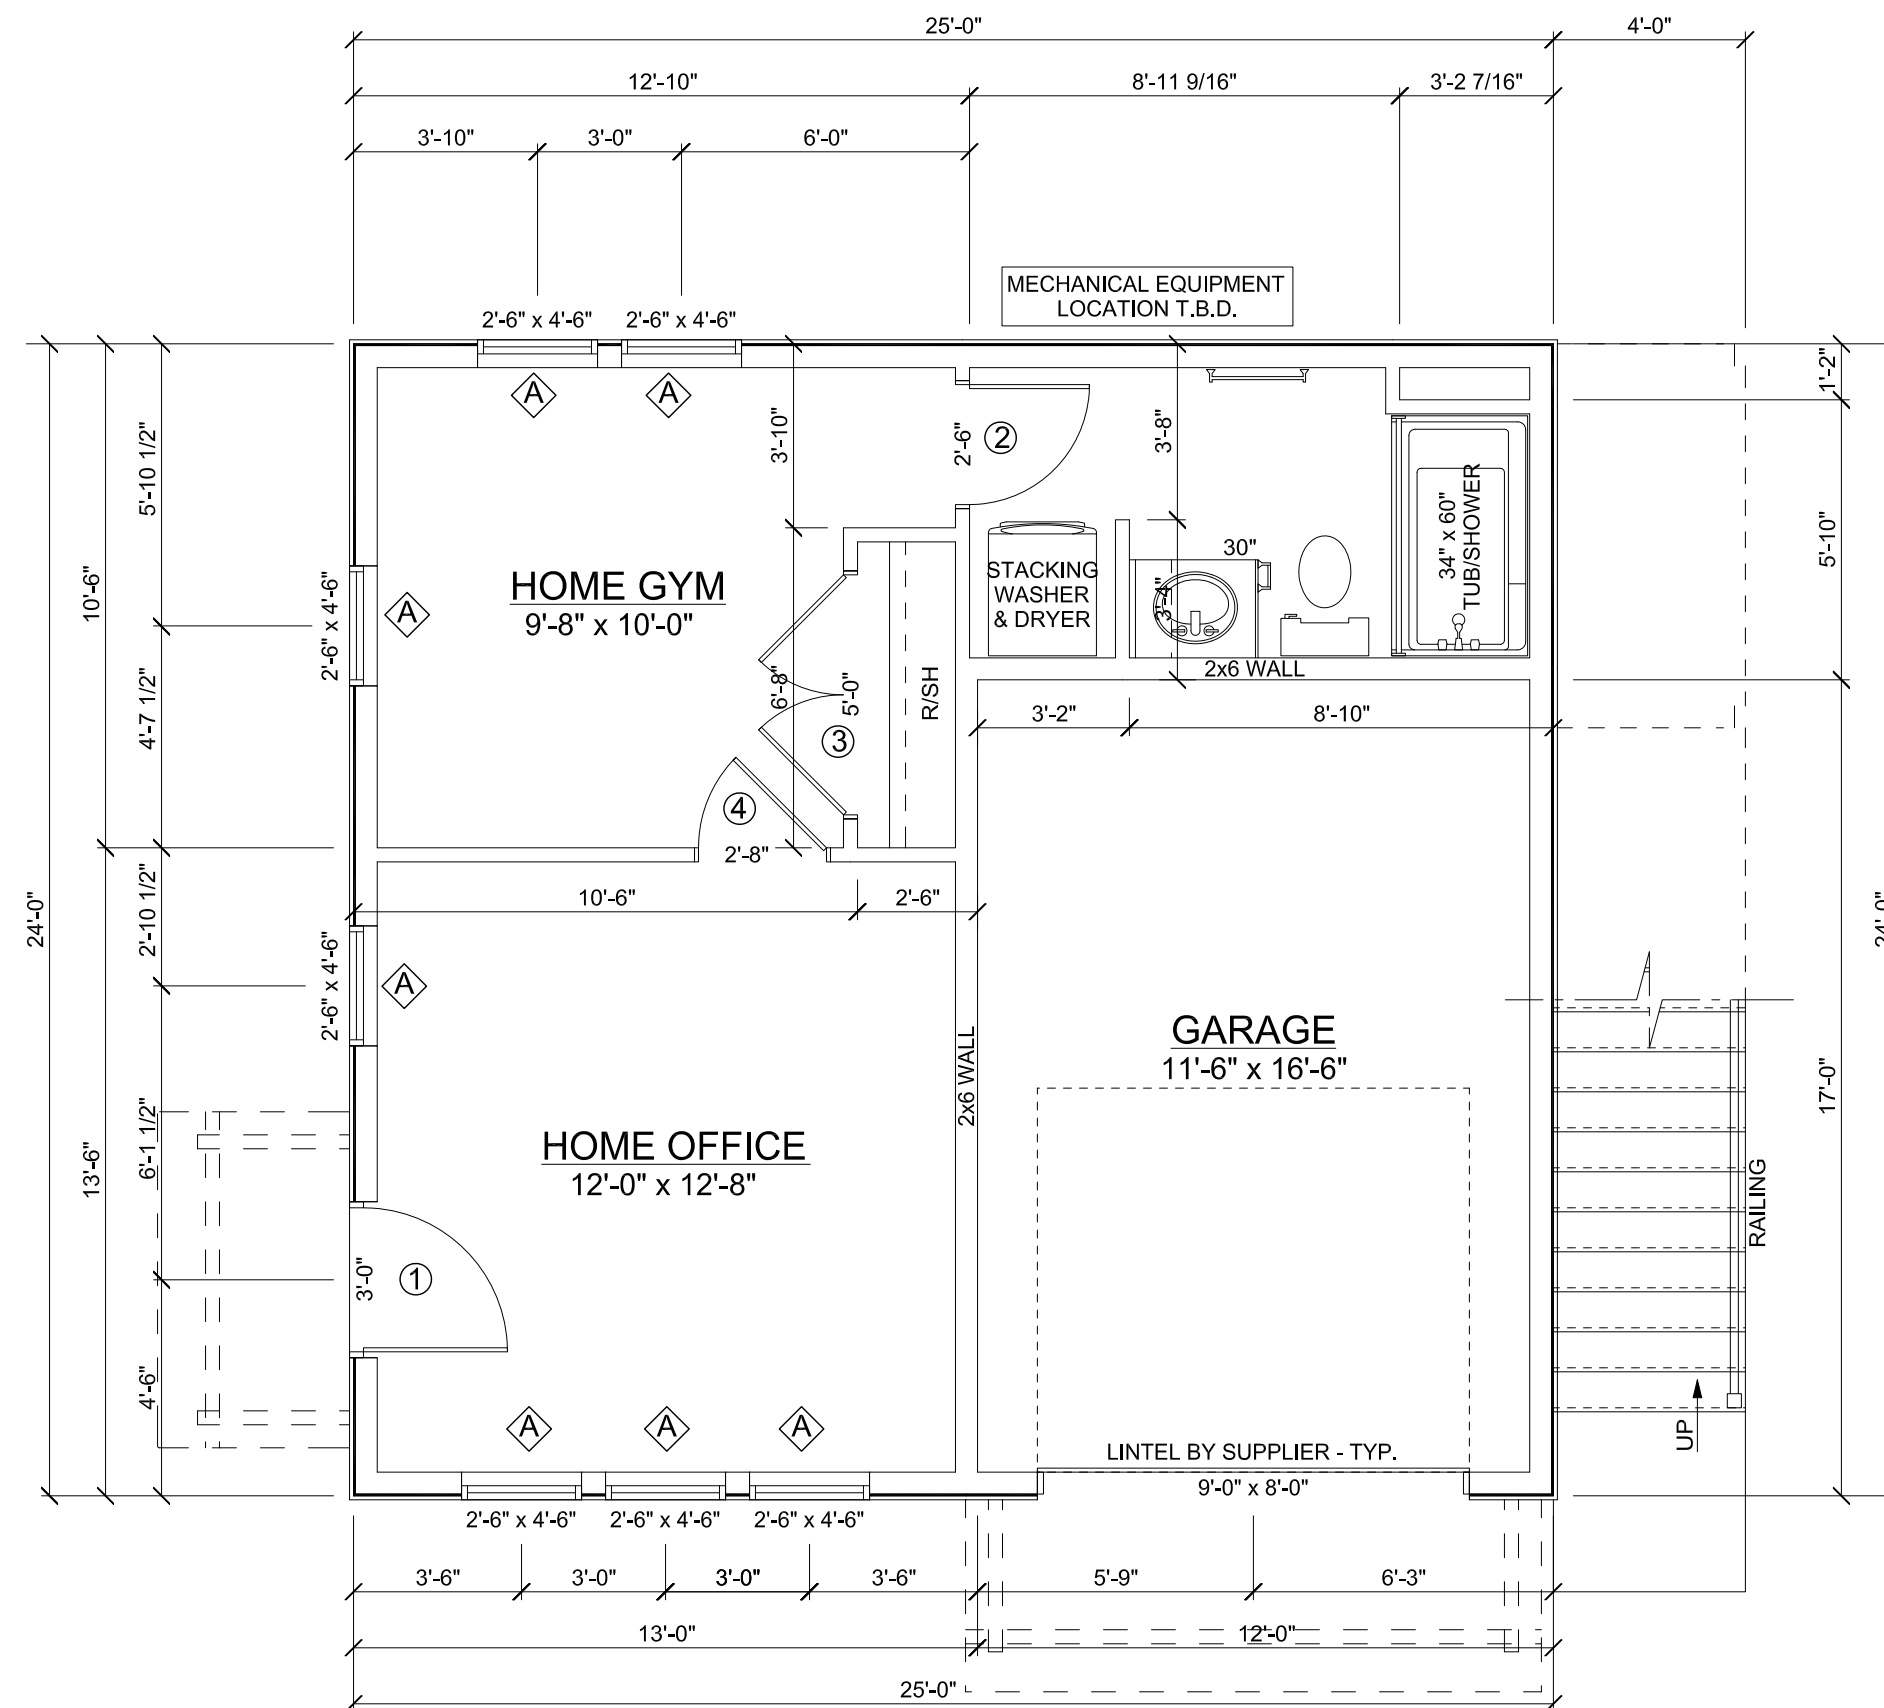 25'-0"
4'-0"
12'-10"
8'-11 9/16"
3'-2 7/16"
3'-10"
3'-0"
6'-0"
MECHANICAL EQUIPMENT
LOCATION T.B.D.
2'-6" x 4'-6"
2'-6" x 4'-6"
A
A
3'-10"
2'-6"
2
3'-8"
1'-2"
5'-10 1/2"
10'-6"
2'-6" x 4'-6"
A
HOME GYM
9'-8" x 10'-0"
STACKING
WASHER
& DRYER
30"
3'-4"
34" x 60"
TUB/SHOWER
5'-10"
2x6 WALL
4'-7 1/2"
6'-8"
5'-0"
R/SH
3
4
2'-8"
3'-2"
8'-10"
10'-6"
2'-6"
24'-0"
2'-10 1/2"
2'-6" x 4'-6"
A
24'-0"
GARAGE
11'-6" x 16'-6"
2x6 WALL
17'-0"
13'-6"
6'-1 1/2"
HOME OFFICE
12'-0" x 12'-8"
RAILING
3'-0"
1
4'-6"
A
A
A
UP
LINTEL BY SUPPLIER - TYP.
9'-0" x 8'-0"
2'-6" x 4'-6"
2'-6" x 4'-6"
2'-6" x 4'-6"
3'-6"
3'-0"
3'-0"
3'-6"
5'-9"
6'-3"
13'-0"
12'-0"
25'-0"